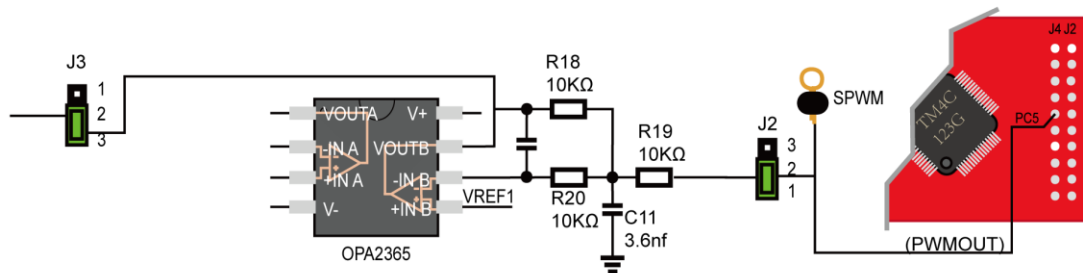 J3
1
2
3
VOUTA
-IN A
+IN A
V-
V+
VOUTB
-IN B
+IN B
VREF1
OPA2365
R18
10KΩ
R20
10KΩ
R19
10KΩ
C11
3.6nf
J2
3
2
1
SPWM
TM4C
123G
J4 J2
PC5
(PWMOUT)